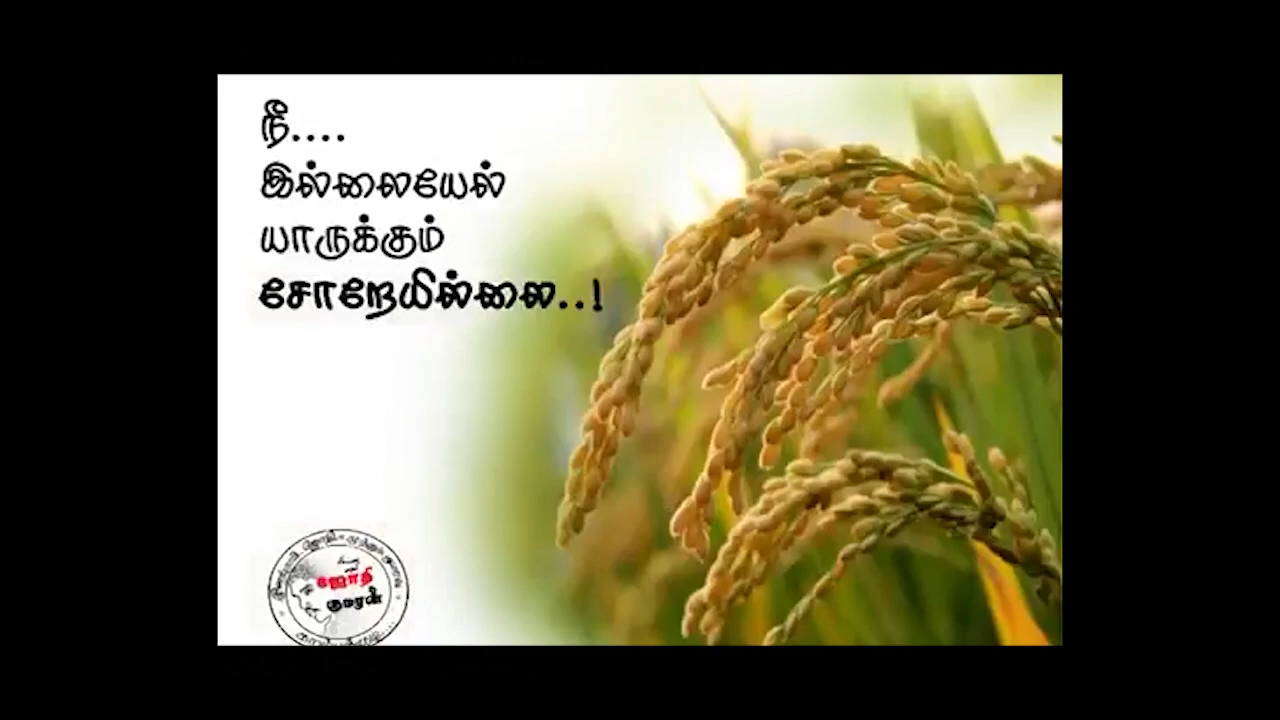 நீ....
இல்லையேல்
யாருக்கும்
சோறேயில்லை..!
ஜோதி
குமரன்